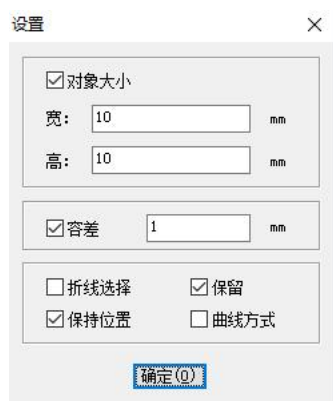 设置
对象大小
宽： 10 mm
高： 10 mm
容差 1 mm
折线选择 保留
保持位置 曲线方式
确定(O)